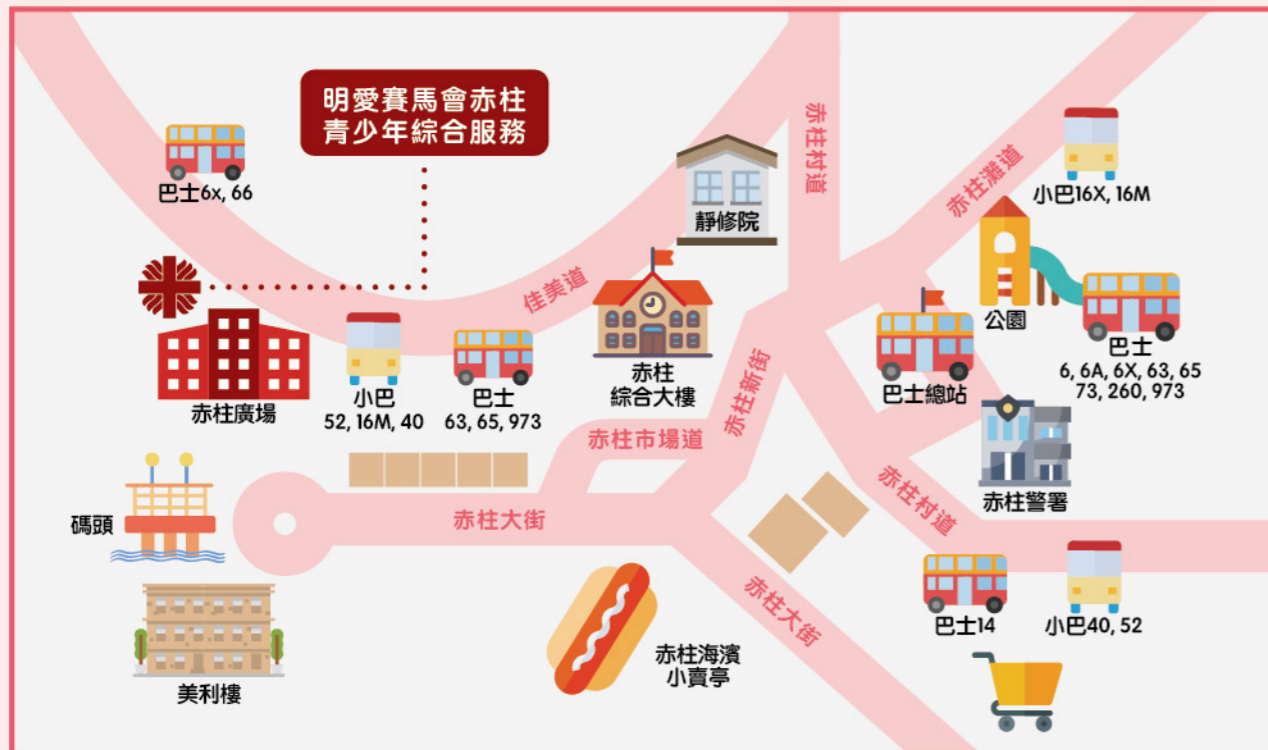 明愛賽馬會赤柱
青少年綜合服務
巴士6x, 66
靜修院
赤柱村道
赤柱灘道
小巴16X, 16M
佳美道
公園
赤柱廣場
小巴
52, 16M, 40
巴士
63, 65, 973
赤柱
綜合大樓
赤柱新街
巴士總站
巴士
6, 6A, 6X, 63, 65
73, 260, 973
赤柱市場道
赤柱警署
碼頭
赤柱大街
赤柱村道
赤柱大街
巴士14
小巴40, 52
美利樓
赤柱海濱
小賣亭